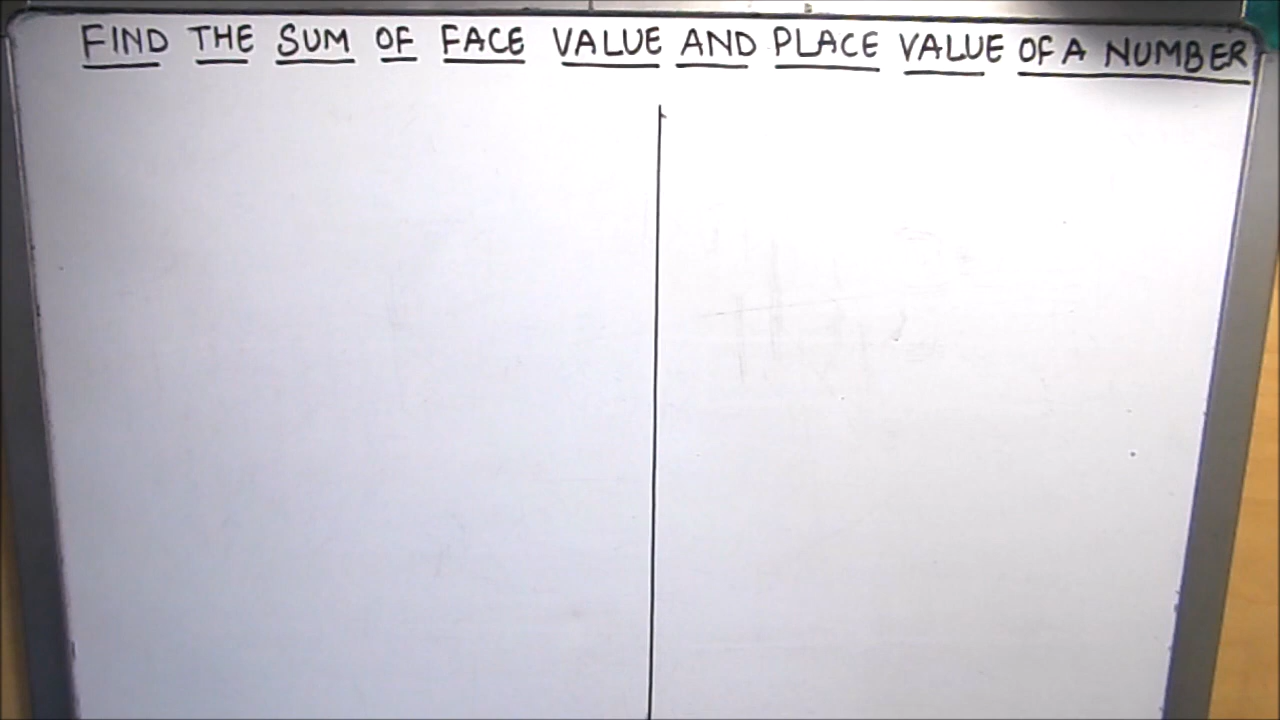 FIND THE SUM OF FACE VALUE AND PLACE VALUE OF A NUMBER